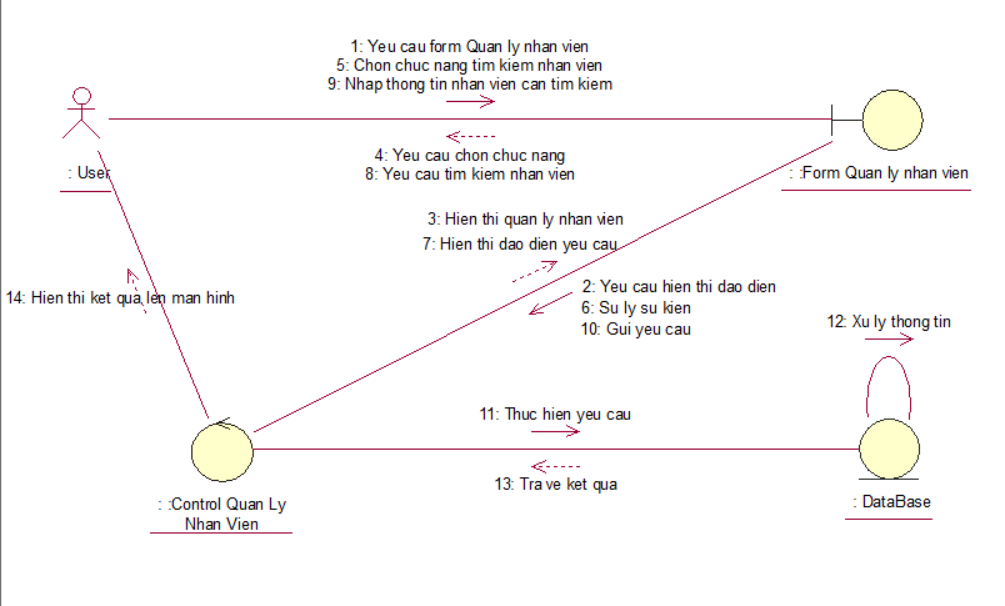 1: Yeu cau form Quan ly nhan vien
5: Chon chuc nang tim kiem nhan vien
9: Nhap thong tin nhan vien can tim kiem
4: Yeu cau chon chuc nang
8: Yeu cau tim kiem nhan vien
: User
: :Form Quan ly nhan vien
3: Hien thi quan ly nhan vien
7: Hien thi dao dien yeu cau
2: Yeu cau hien thi dao dien
6: Su ly su kien
10: Gui yeu cau
14: Hien thi ket qua len man hinh
12: Xu ly thong tin
11: Thuc hien yeu cau
13: Tra ve ket qua
: :Control Quan Ly
Nhan Vien
: DataBase